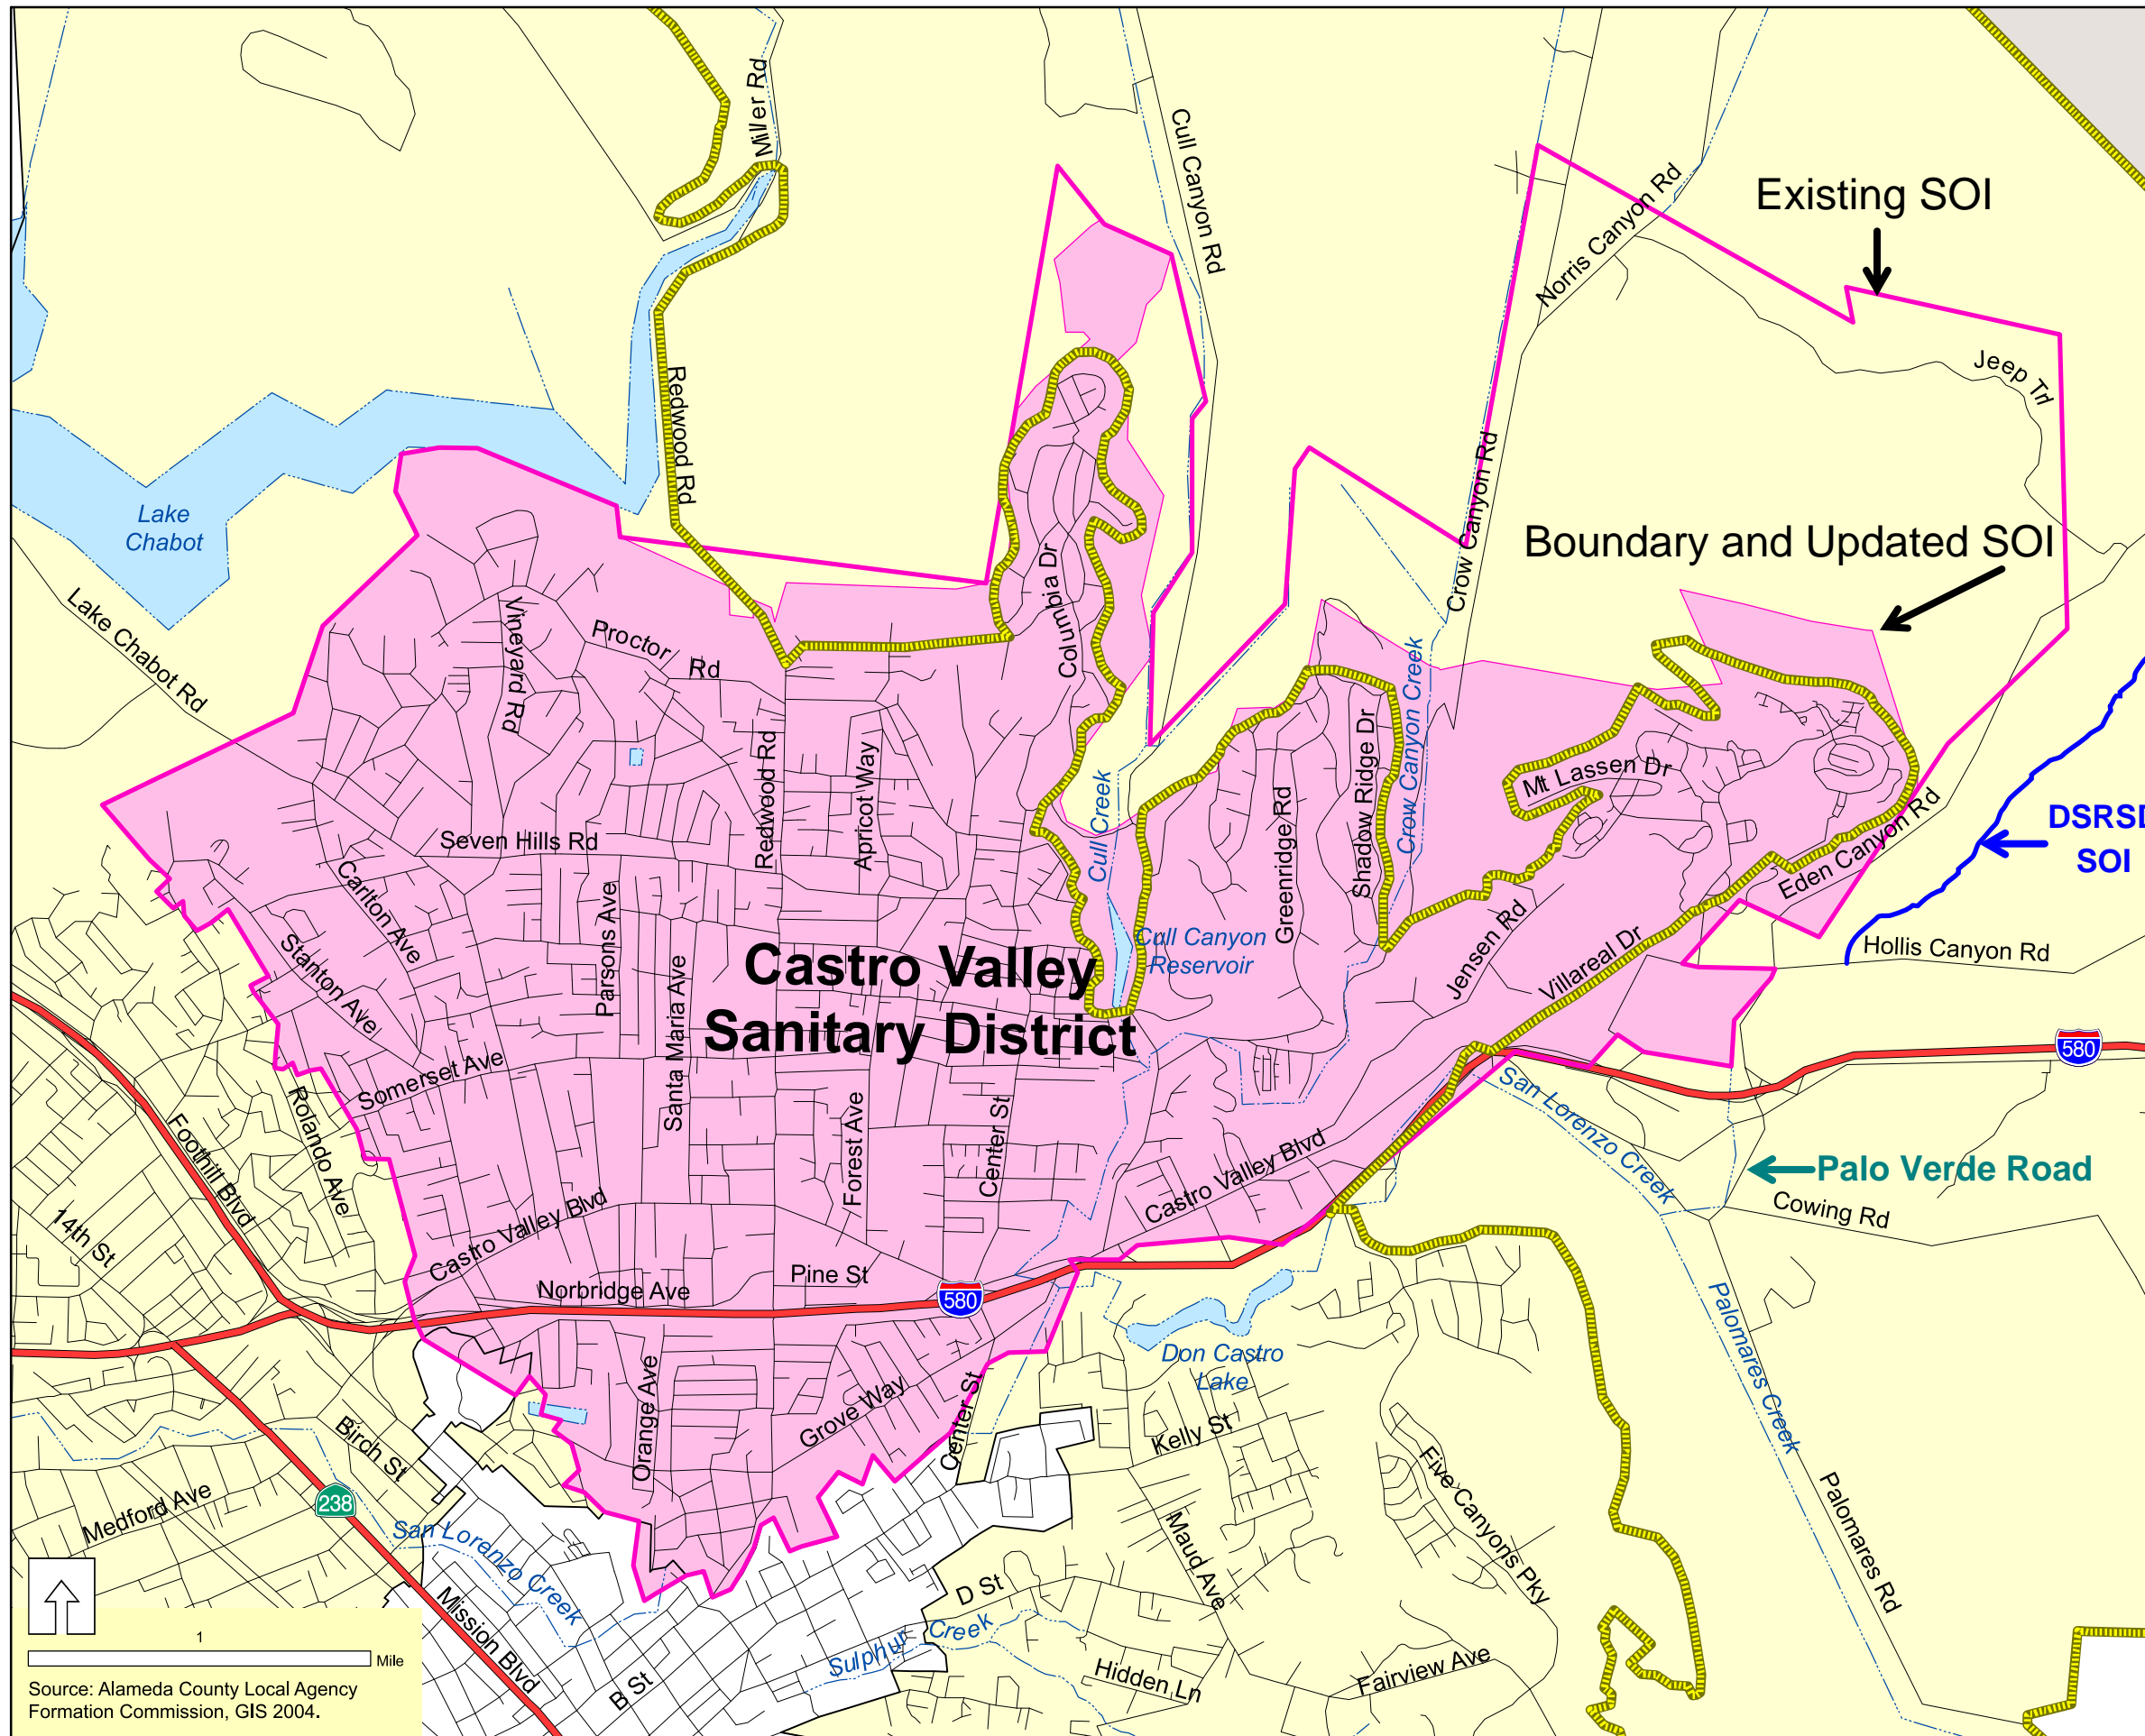 Miller Rd
Cull Canyon Rd
Norris Canyon Rd
Existing SOI
Jeep Trl
Redwood Rd
Crow Canyon Rd
Lake
Chabot
Boundary and Updated SOI
Lake Chabot Rd
Vineyard Rd
Proctor Rd
Columbia Dr
Redwood Rd
Apricot Way
Seven Hills Rd
Carlton Ave
Parsons Ave
Stanton Ave
Santa Maria Ave
Cull Creek
Greenridge Rd
Shadow Ridge Dr
Crow Canyon Creek
Mt Lassen Dr
Eden Canyon Rd
DSRSD
SOI
Cull Canyon
Reservoir
Jensen Rd
Villareal Dr
Hollis Canyon Rd
Castro Valley
Sanitary District
580
Somerset Ave
Rolando Ave
Foothill Blvd
14th St
Forest Ave
Center St
Castro Valley Blvd
San Lorenzo Creek
Palo Verde Road
Cowing Rd
Castro Valley Blvd
Norbridge Ave
Pine St
580
Palomares Creek
Don Castro
Lake
Orange Ave
Grove Way
Center St
Kelly St
Birch St
Medford Ave
238
San Lorenzo Creek
Five Canyons Pky
Maud Ave
Palomares Rd
D St
Mission Blvd
B St
Sulphur Creek
Hidden Ln
Fairview Ave
1
Mile
Source: Alameda County Local Agency
Formation Commission, GIS 2004.